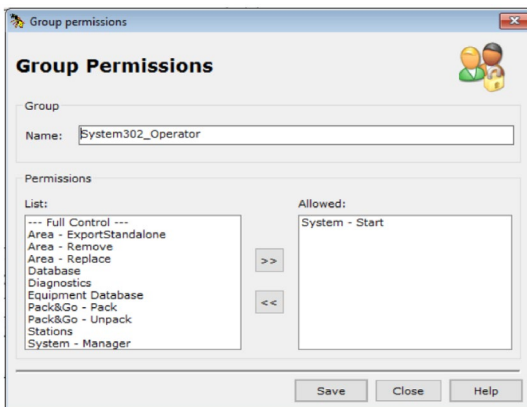 Group permissions
Group Permissions
Group
Name: System302_Operator
Permissions
List:
Allowed:
--- Full Control ---
Area - ExportStandalone
Area - Remove
Area - Replace
Database
Diagnostics
Equipment Database
Pack&Go - Pack
Pack&Go - Unpack
Stations
System - Manager
>>
<<
System - Start
Save
Close
Help